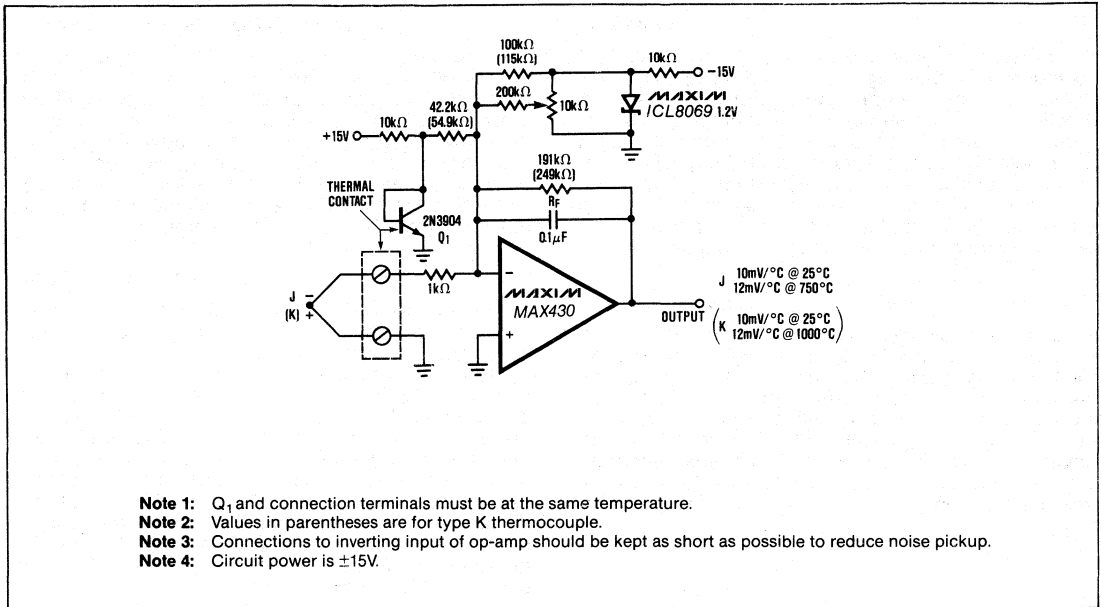 100kΩ
(115kΩ)
10kΩ
−15V
200kΩ
10kΩ
MAXIM
ICL8069 1.2V
42.2kΩ
(54.9kΩ)
+15V
10kΩ
191kΩ
(249kΩ)
RF
0.1µF
THERMAL
CONTACT
2N3904
Q1
1kΩ
J −
(K) +
−
MAXIM
MAX430
+
OUTPUT
J 10mV/°C @ 25°C
12mV/°C @ 750°C
(K 10mV/°C @ 25°C
12mV/°C @ 1000°C)
Note 1: Q1 and connection terminals must be at the same temperature.
Note 2: Values in parentheses are for type K thermocouple.
Note 3: Connections to inverting input of op-amp should be kept as short as possible to reduce noise pickup.
Note 4: Circuit power is ±15V.